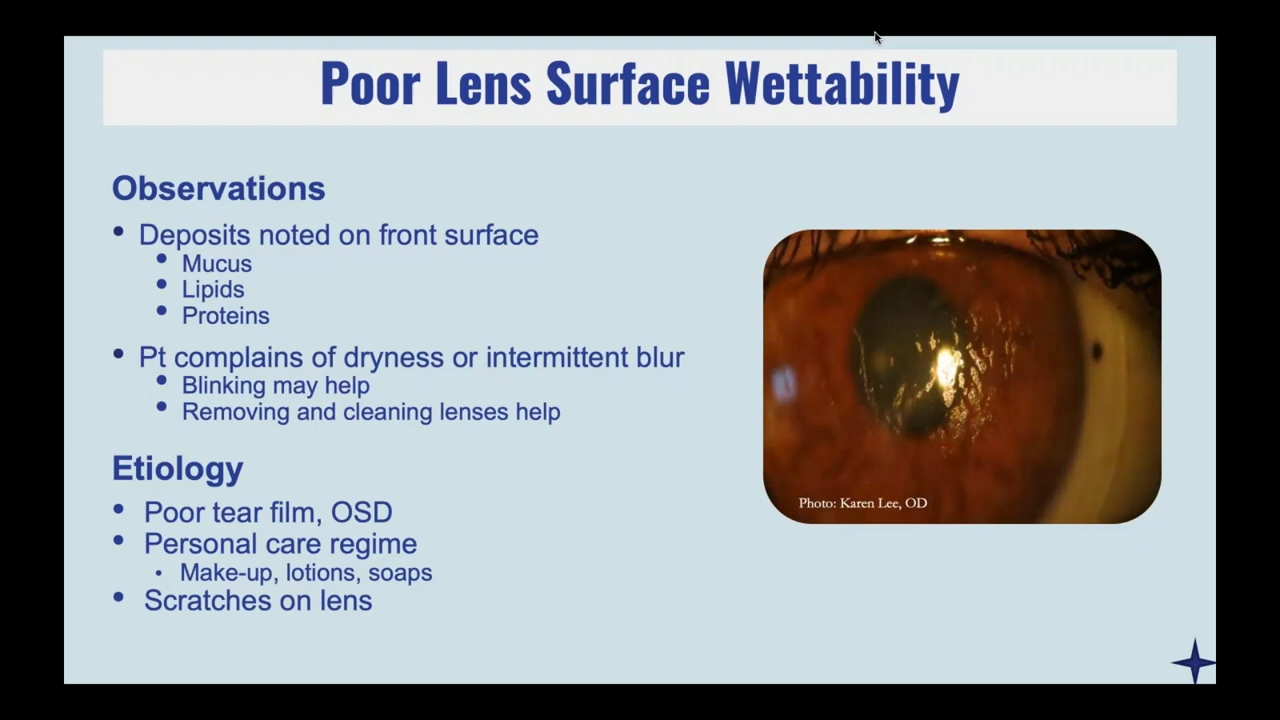 Poor Lens Surface Wettability
Observations
• Deposits noted on front surface
• Mucus
• Lipids
• Proteins
• Pt complains of dryness or intermittent blur
• Blinking may help
• Removing and cleaning lenses help
Etiology
• Poor tear film, OSD
• Personal care regime
• Make-up, lotions, soaps
• Scratches on lens
Photo: Karen Lee, OD